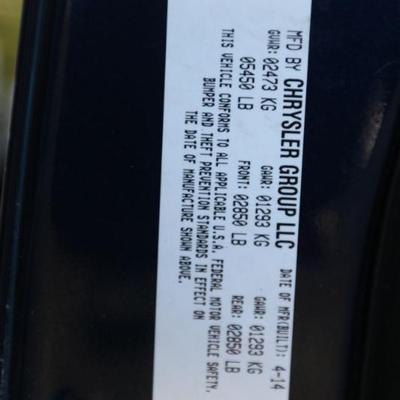 MFD BY CHRYSLER GROUP LLC DATE OF MFR(BUILT): 4-14
GVWR: 02473 KG GAWR: 01293 KG GAWR: 01293 KG
05450 LB FRONT: 02850 LB REAR: 02850 LB
THIS VEHICLE CONFORMS TO ALL APPLICABLE U.S.A. FEDERAL MOTOR VEHICLE SAFETY,
BUMPER AND THEFT PREVENTION STANDARDS IN EFFECT ON
THE DATE OF MANUFACTURE SHOWN ABOVE.